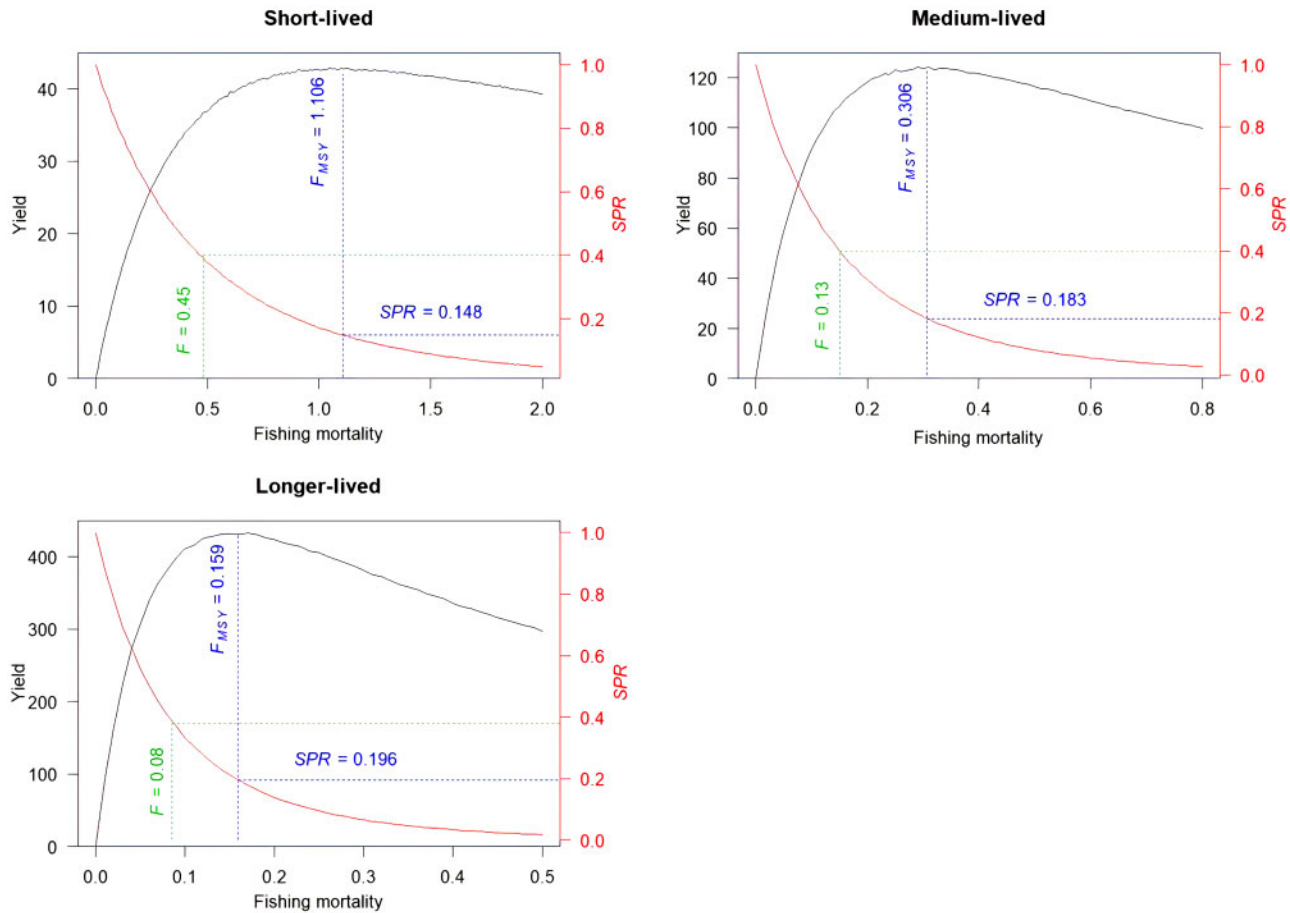 Short-lived
Yield
40
30
20
10
0
F_MSY = 1.106
F = 0.45
SPR = 0.148
1.0
0.8
0.6
0.4
0.2
SPR
0.0 0.5 1.0 1.5 2.0
Fishing mortality
Medium-lived
Yield
120
100
80
60
40
20
0
F_MSY = 0.306
F = 0.13
SPR = 0.183
1.0
0.8
0.6
0.4
0.2
0.0
SPR
0.0 0.2 0.4 0.6 0.8
Fishing mortality
Longer-lived
Yield
400
300
200
100
0
F_MSY = 0.159
F = 0.08
SPR = 0.196
1.0
0.8
0.6
0.4
0.2
0.0
SPR
0.0 0.1 0.2 0.3 0.4 0.5
Fishing mortality